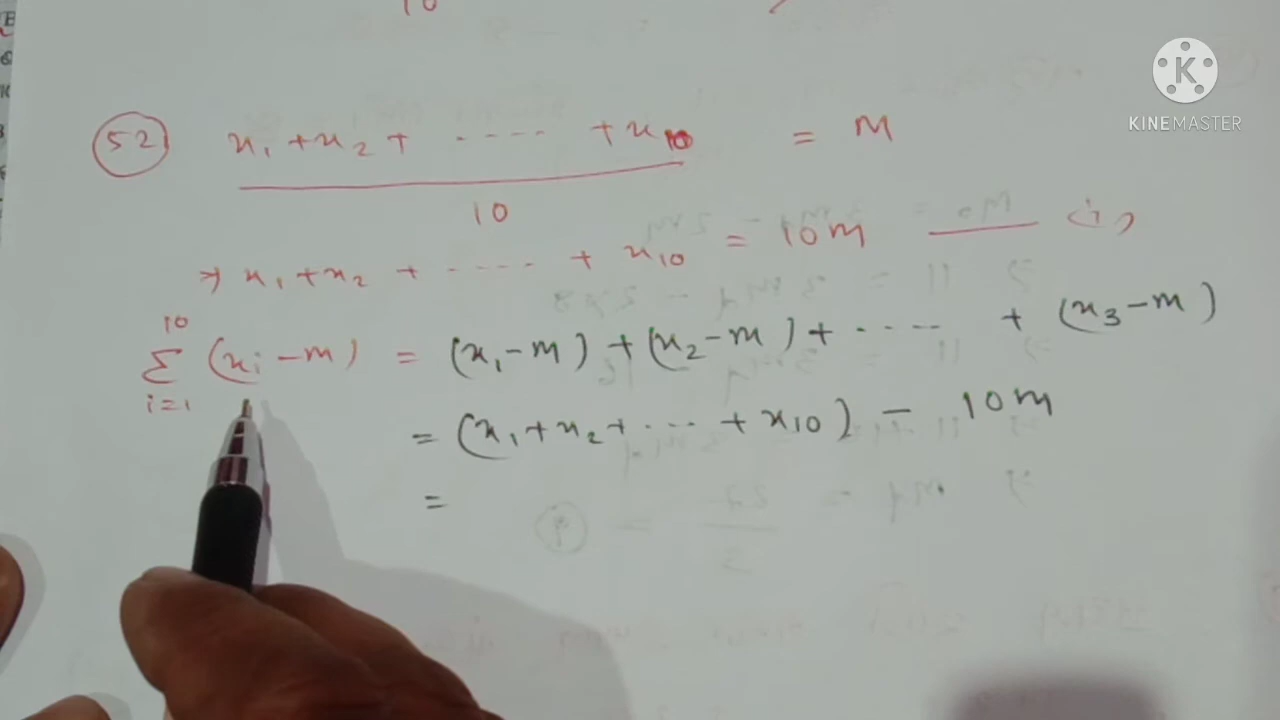 10
KINEMASTER
52 x₁+x₂+ ..... +x₁₀ = M
10
⇒ x₁+x₂ + ...... + x₁₀ = 10m —— (i)
10
Σ (xᵢ-m) = (x₁-m)+(x₂-m)+ ..... + (x₃-m)
i=1
= (x₁+x₂+ ... +x₁₀) - 10m
=